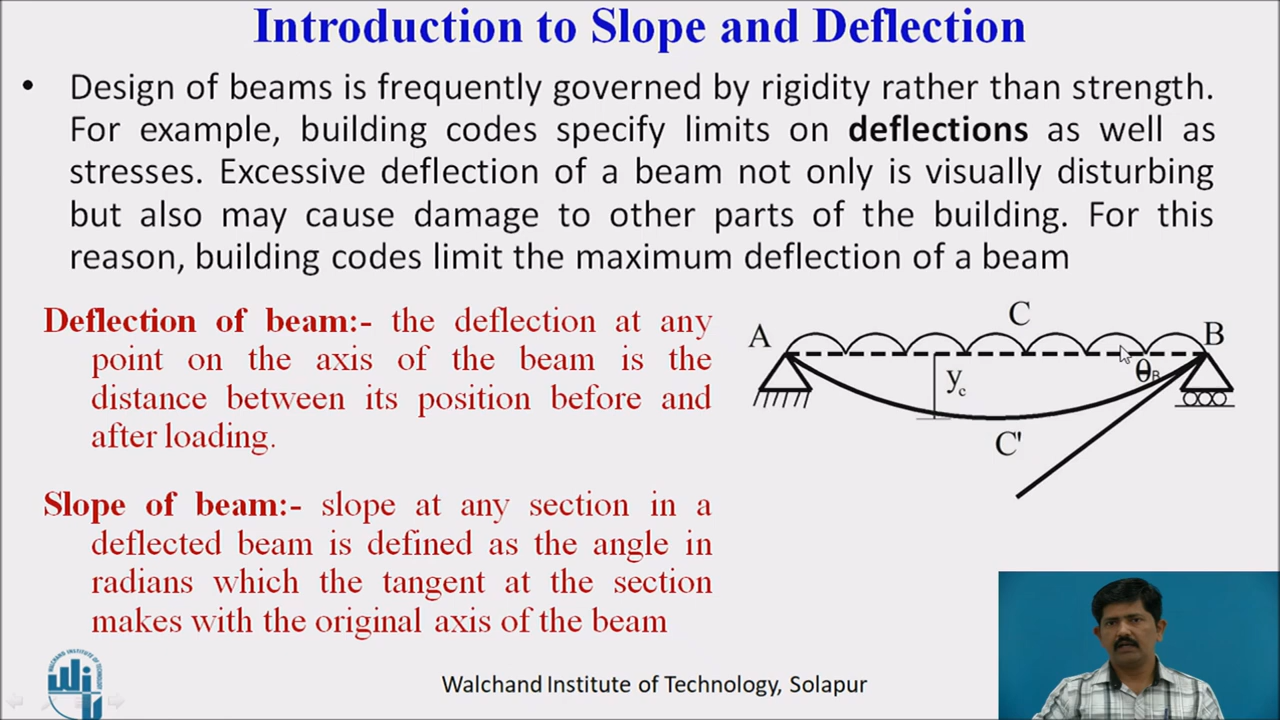 Introduction to Slope and Deflection
• Design of beams is frequently governed by rigidity rather than strength.
For example, building codes specify limits on deflections as well as
stresses. Excessive deflection of a beam not only is visually disturbing
but also may cause damage to other parts of the building. For this
reason, building codes limit the maximum deflection of a beam
Deflection of beam:- the deflection at any
point on the axis of the beam is the
distance between its position before and
after loading.
Slope of beam:- slope at any section in a
deflected beam is defined as the angle in
radians which the tangent at the section
makes with the original axis of the beam
A
C
B
yc
θB
C'
WALCHAND INSTITUTE OF TECHNOLOGY
WIT
Walchand Institute of Technology, Solapur